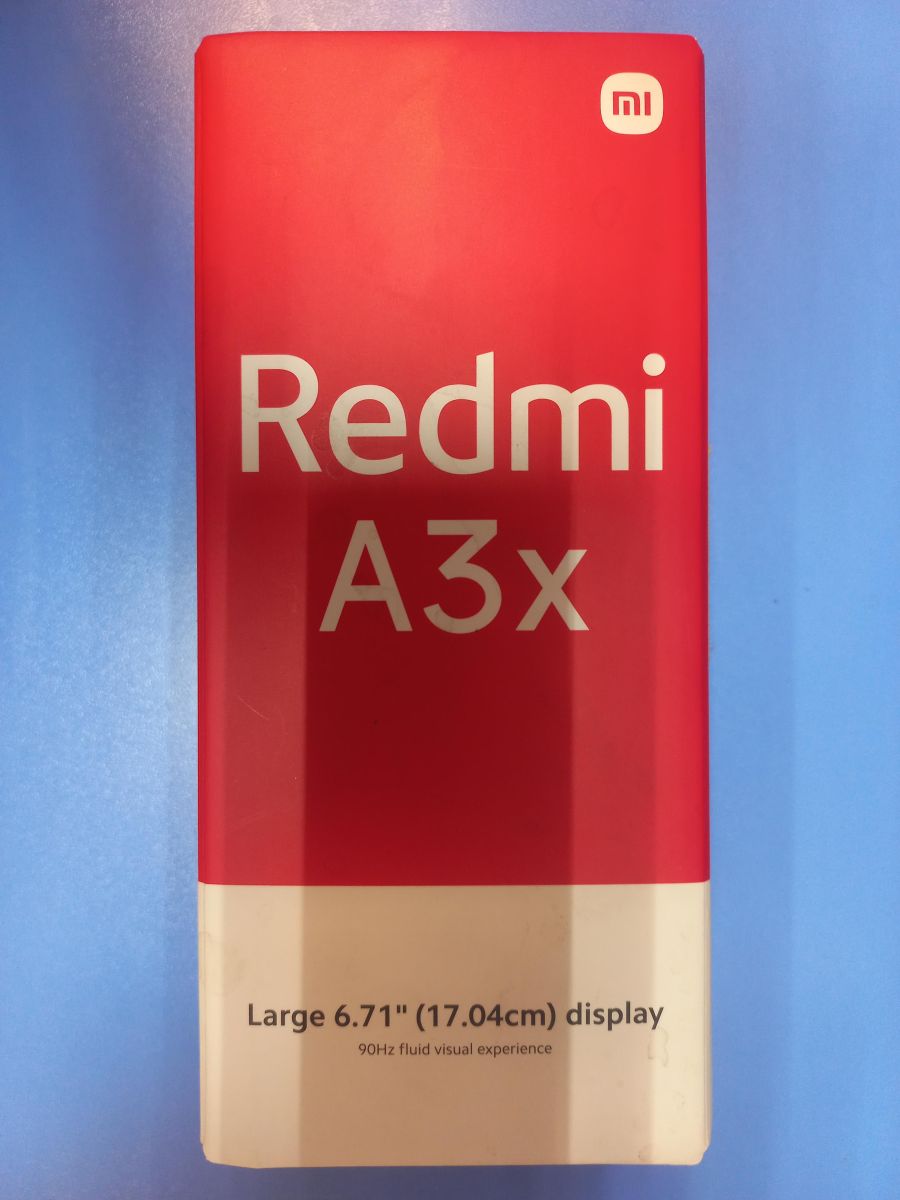 mi
Redmi
A3x
Large 6.71" (17.04cm) display
90Hz fluid visual experience